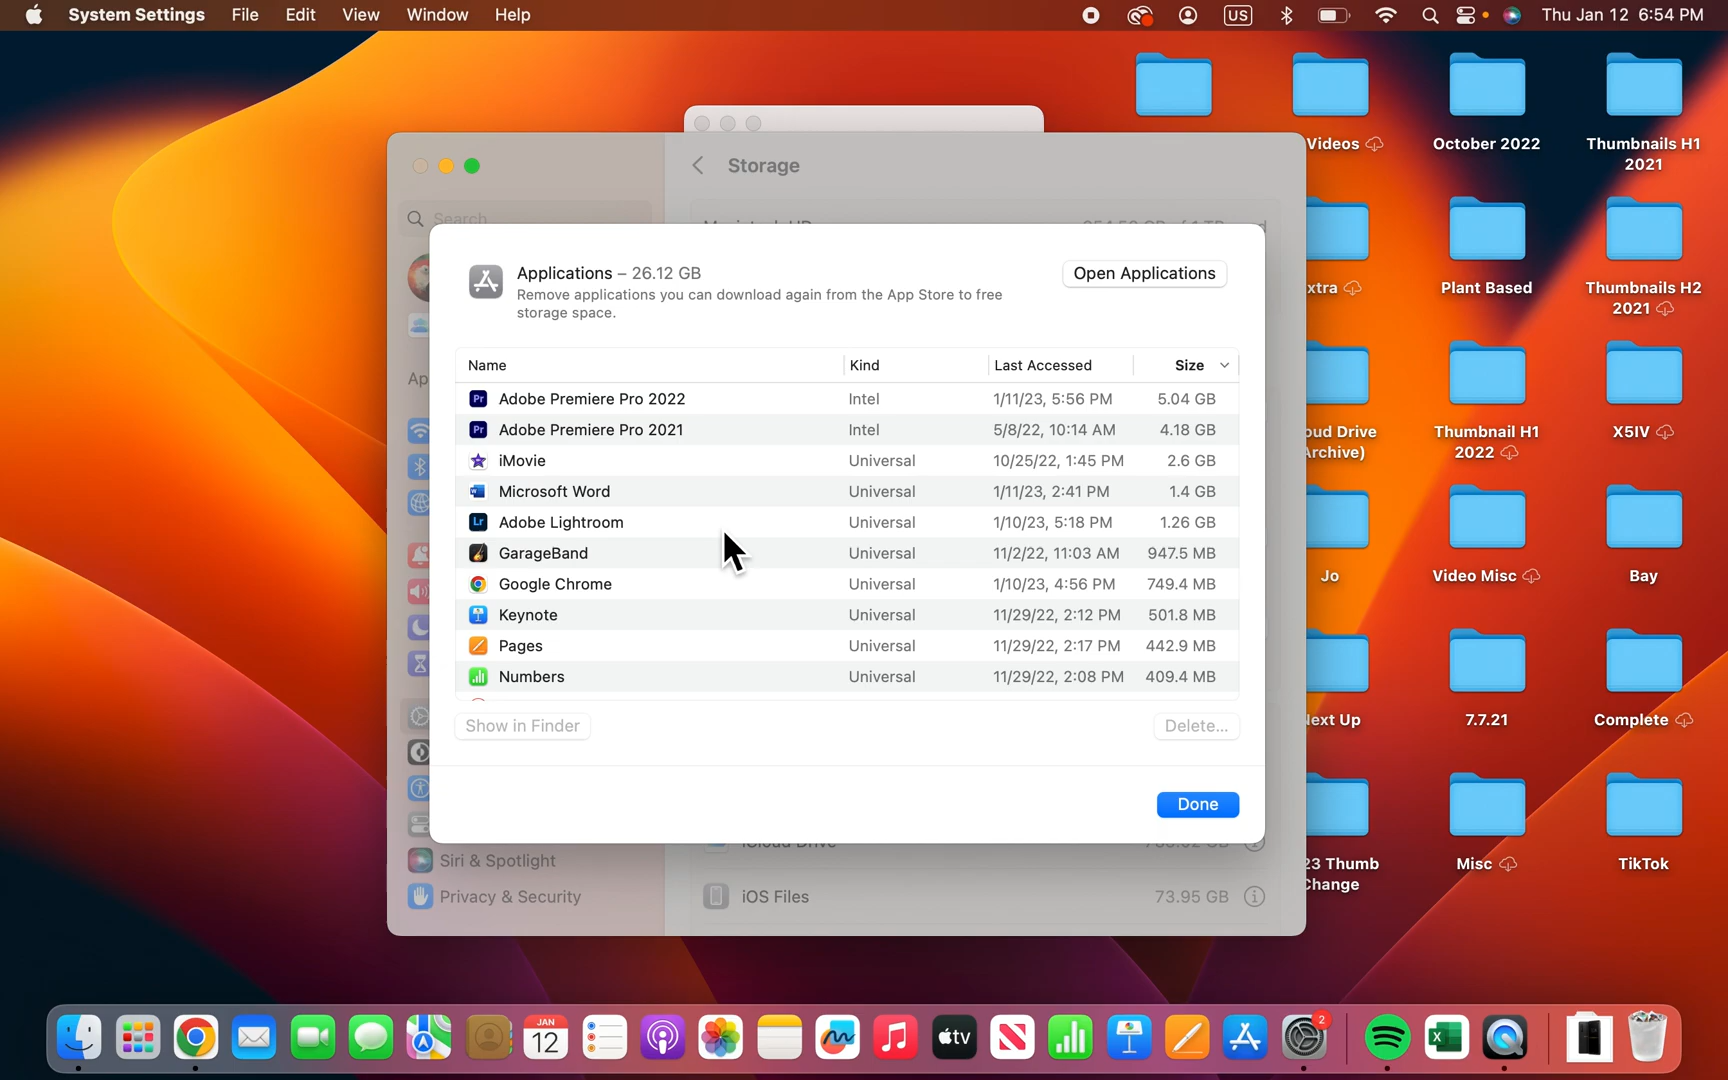 System Settings File Edit View Window Help US Thu Jan 12 6:54 PM
Storage
Search
Applications – 26.12 GB
Remove applications you can download again from the App Store to free
storage space.
Open Applications
Name Kind Last Accessed Size
Adobe Premiere Pro 2022 Intel 1/11/23, 5:56 PM 5.04 GB
Adobe Premiere Pro 2021 Intel 5/8/22, 10:14 AM 4.18 GB
iMovie Universal 10/25/22, 1:45 PM 2.6 GB
Microsoft Word Universal 1/11/23, 2:41 PM 1.4 GB
Adobe Lightroom Universal 1/10/23, 5:18 PM 1.26 GB
GarageBand Universal 11/2/22, 11:03 AM 947.5 MB
Google Chrome Universal 1/10/23, 4:56 PM 749.4 MB
Keynote Universal 11/29/22, 2:12 PM 501.8 MB
Pages Universal 11/29/22, 2:17 PM 442.9 MB
Numbers Universal 11/29/22, 2:08 PM 409.4 MB
Show in Finder Delete...
Done
Siri & Spotlight
Privacy & Security
iOS Files 73.95 GB
Videos
October 2022
Thumbnails H1
2021
Plant Based
Thumbnails H2
2021
Drive
Thumbnail H1
2022
X5IV
Jo
Video Misc
Bay
Up
7.7.21
Complete
Thumb
Misc
TikTok
JAN
12
tv
2